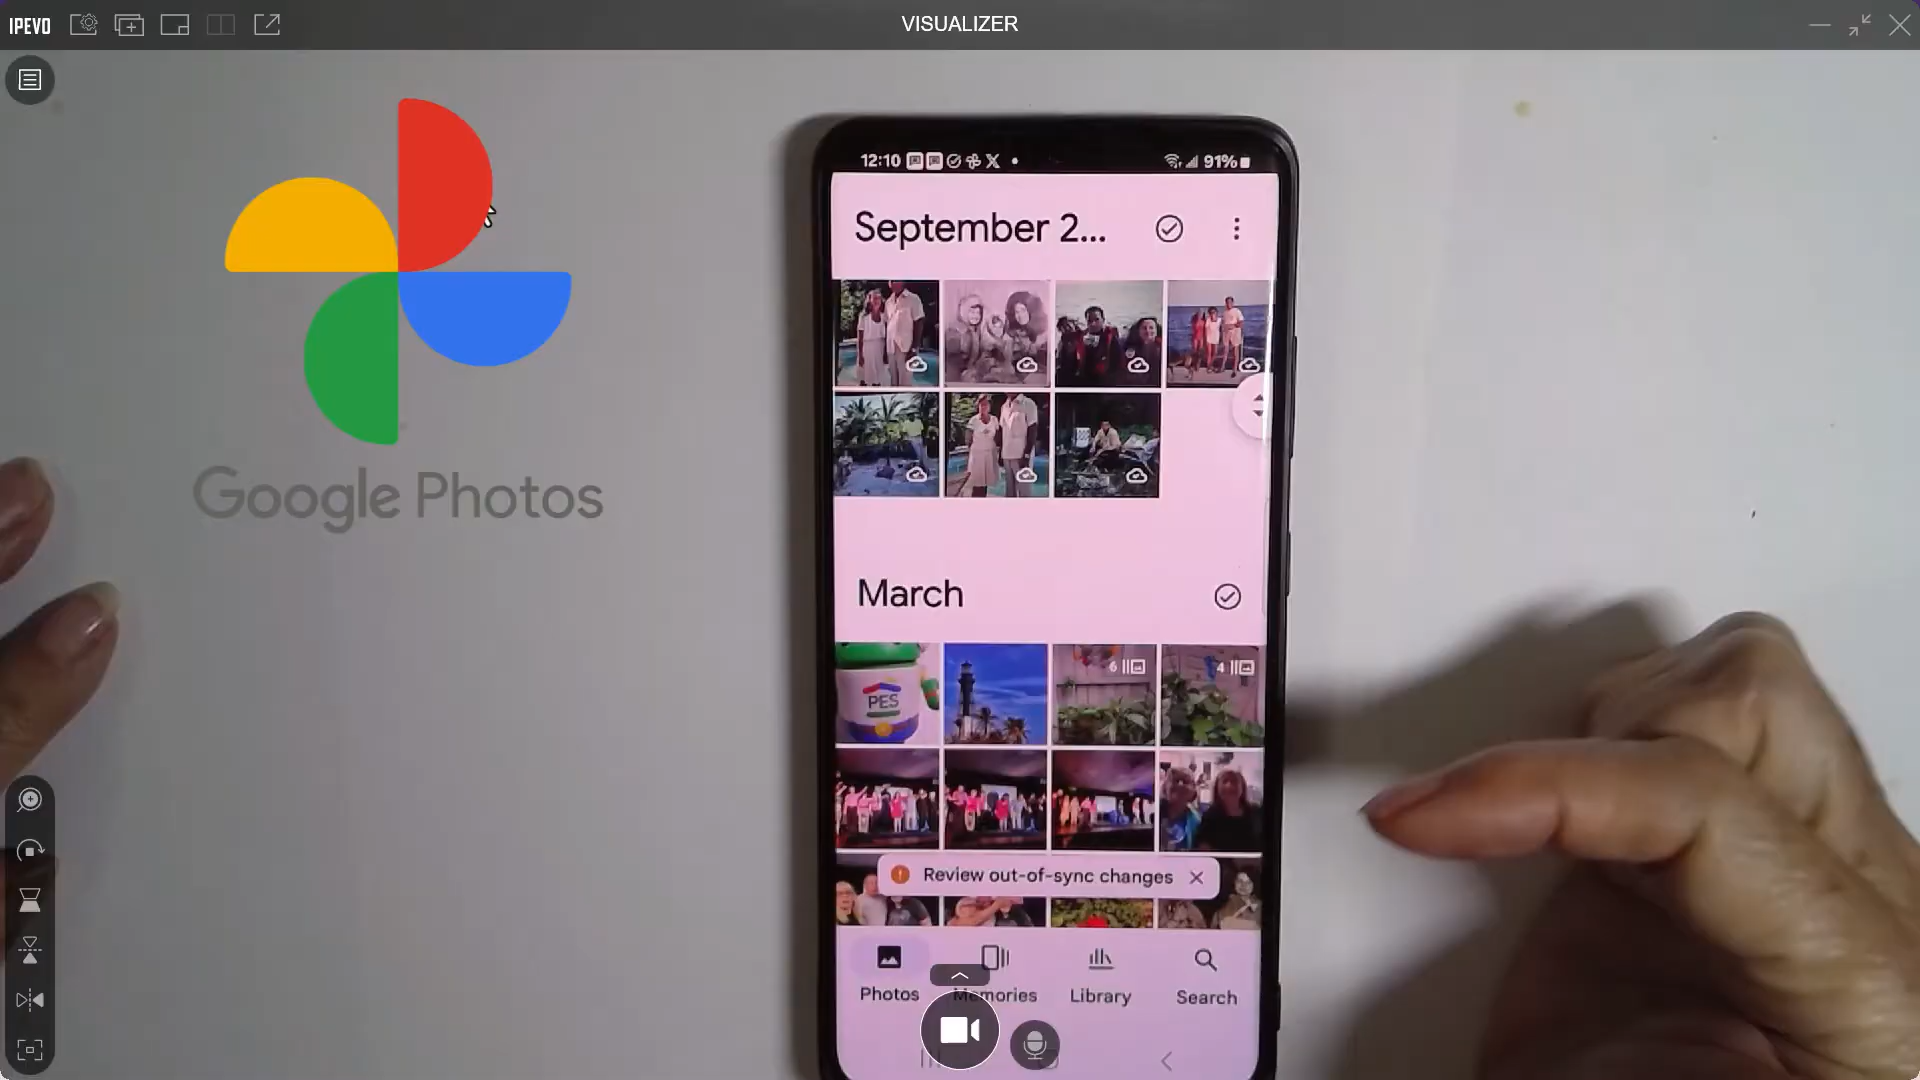 IPEVO
VISUALIZER
12:10
91%
September 2...
Google Photos
March
6
4
PES
Review out-of-sync changes
Photos
Memories
Library
Search